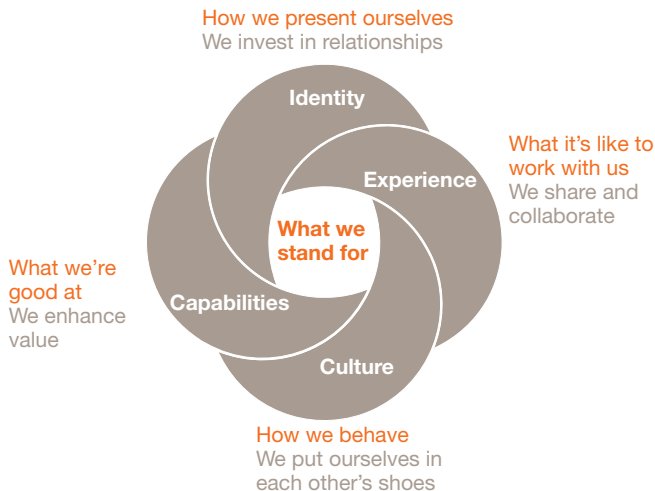 How we present ourselves
We invest in relationships
Identity
What it’s like to
work with us
We share and
collaborate
Experience
What we
stand for
What we’re
good at
We enhance
value
Capabilities
Culture
How we behave
We put ourselves in
each other’s shoes